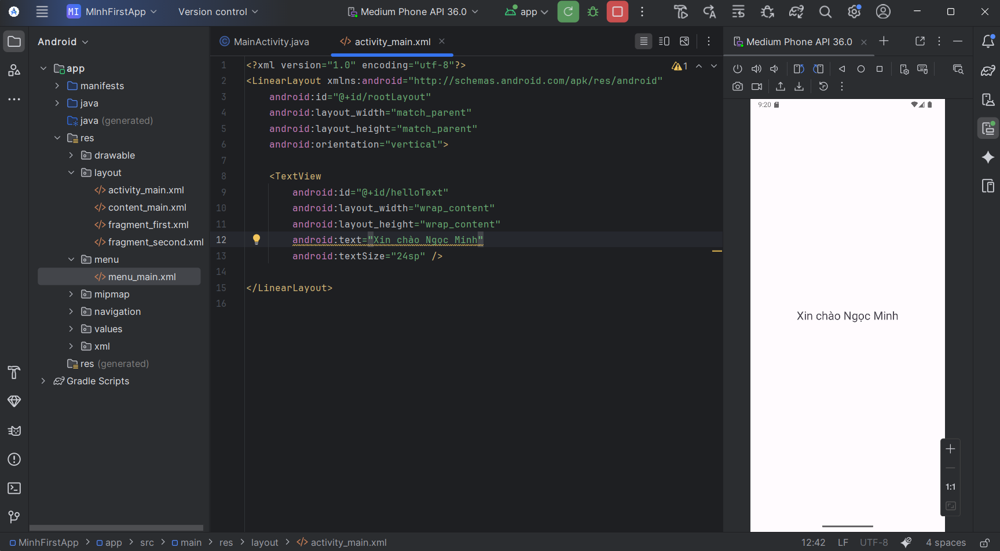 MI MInhFirstApp Version control Medium Phone API 36.0 app
Android
app
manifests
java
java (generated)
res
drawable
layout
activity_main.xml
content_main.xml
fragment_first.xml
fragment_second.xml
menu
menu_main.xml
mipmap
navigation
values
xml
res (generated)
Gradle Scripts
MainActivity.java activity_main.xml
1 <?xml version="1.0" encoding="utf-8"?>
2 <LinearLayout xmlns:android="http://schemas.android.com/apk/res/android"
3 android:id="@+id/rootLayout"
4 android:layout_width="match_parent"
5 android:layout_height="match_parent"
6 android:orientation="vertical">
7
8 <TextView
9 android:id="@+id/helloText"
10 android:layout_width="wrap_content"
11 android:layout_height="wrap_content"
12 android:text="Xin chào Ngọc Minh"
13 android:textSize="24sp" />
14
15 </LinearLayout>
16
1
Medium Phone API 36.0
9:20
Xin chào Ngọc Minh
1:1
MinhFirstApp > app > src > main > res > layout > activity_main.xml
12:42 LF UTF-8 4 spaces